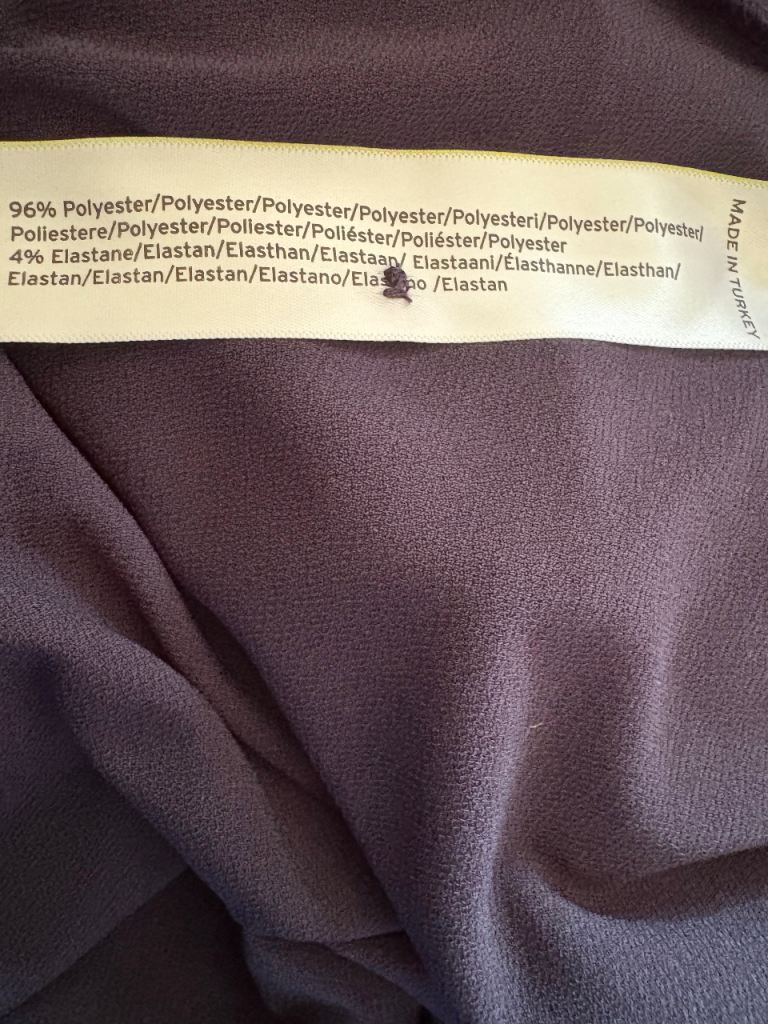 96% Polyester/Polyester/Polyester/Polyester/Polyesteri/Polyester/Polyester/
Poliestere/Polyester/Poliester/Poliéster/Poliéster/Polyester
4% Elastane/Elastan/Elasthan/Elastaan/ Elastaani/Élasthanne/Elasthan/
Elastan/Elastan/Elastan/Elastano/ /Elastan
MADE IN TURKEY